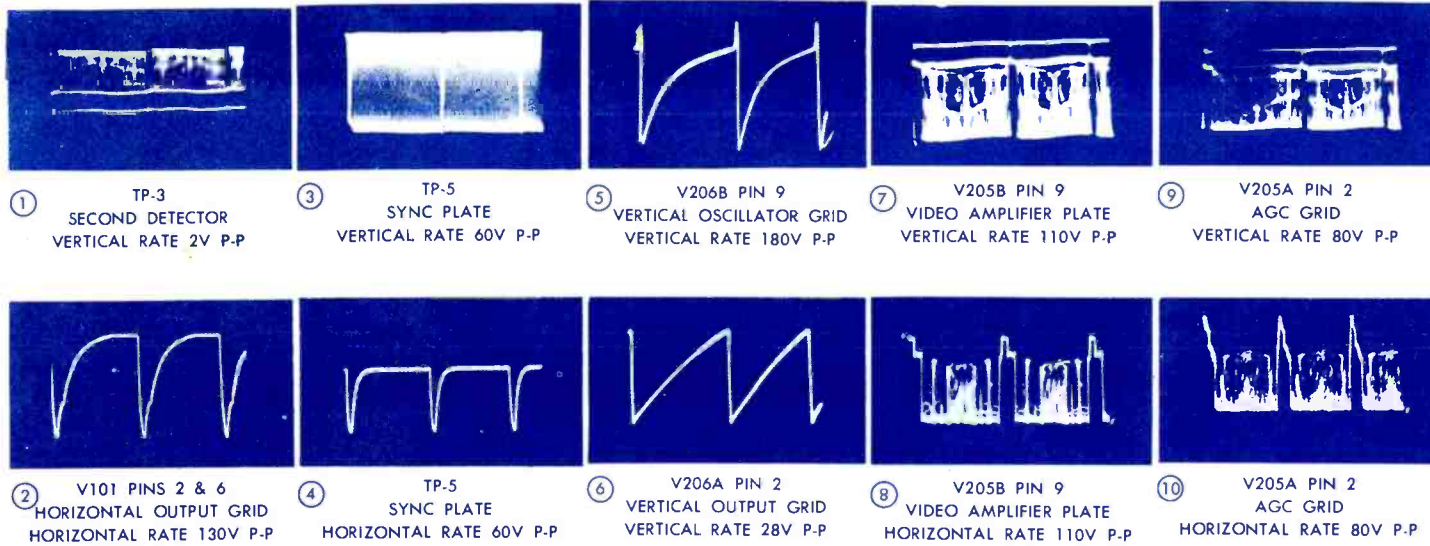 1 TP-3
SECOND DETECTOR
VERTICAL RATE 2V P-P
3 TP-5
SYNC PLATE
VERTICAL RATE 60V P-P
5 V206B PIN 9
VERTICAL OSCILLATOR GRID
VERTICAL RATE 180V P-P
7 V205B PIN 9
VIDEO AMPLIFIER PLATE
VERTICAL RATE 110V P-P
9 V205A PIN 2
AGC GRID
VERTICAL RATE 80V P-P
2 V101 PINS 2 & 6
HORIZONTAL OUTPUT GRID
HORIZONTAL RATE 130V P-P
4 TP-5
SYNC PLATE
HORIZONTAL RATE 60V P-P
6 V206A PIN 2
VERTICAL OUTPUT GRID
VERTICAL RATE 28V P-P
8 V205B PIN 9
VIDEO AMPLIFIER PLATE
HORIZONTAL RATE 110V P-P
10 V205A PIN 2
AGC GRID
HORIZONTAL RATE 80V P-P